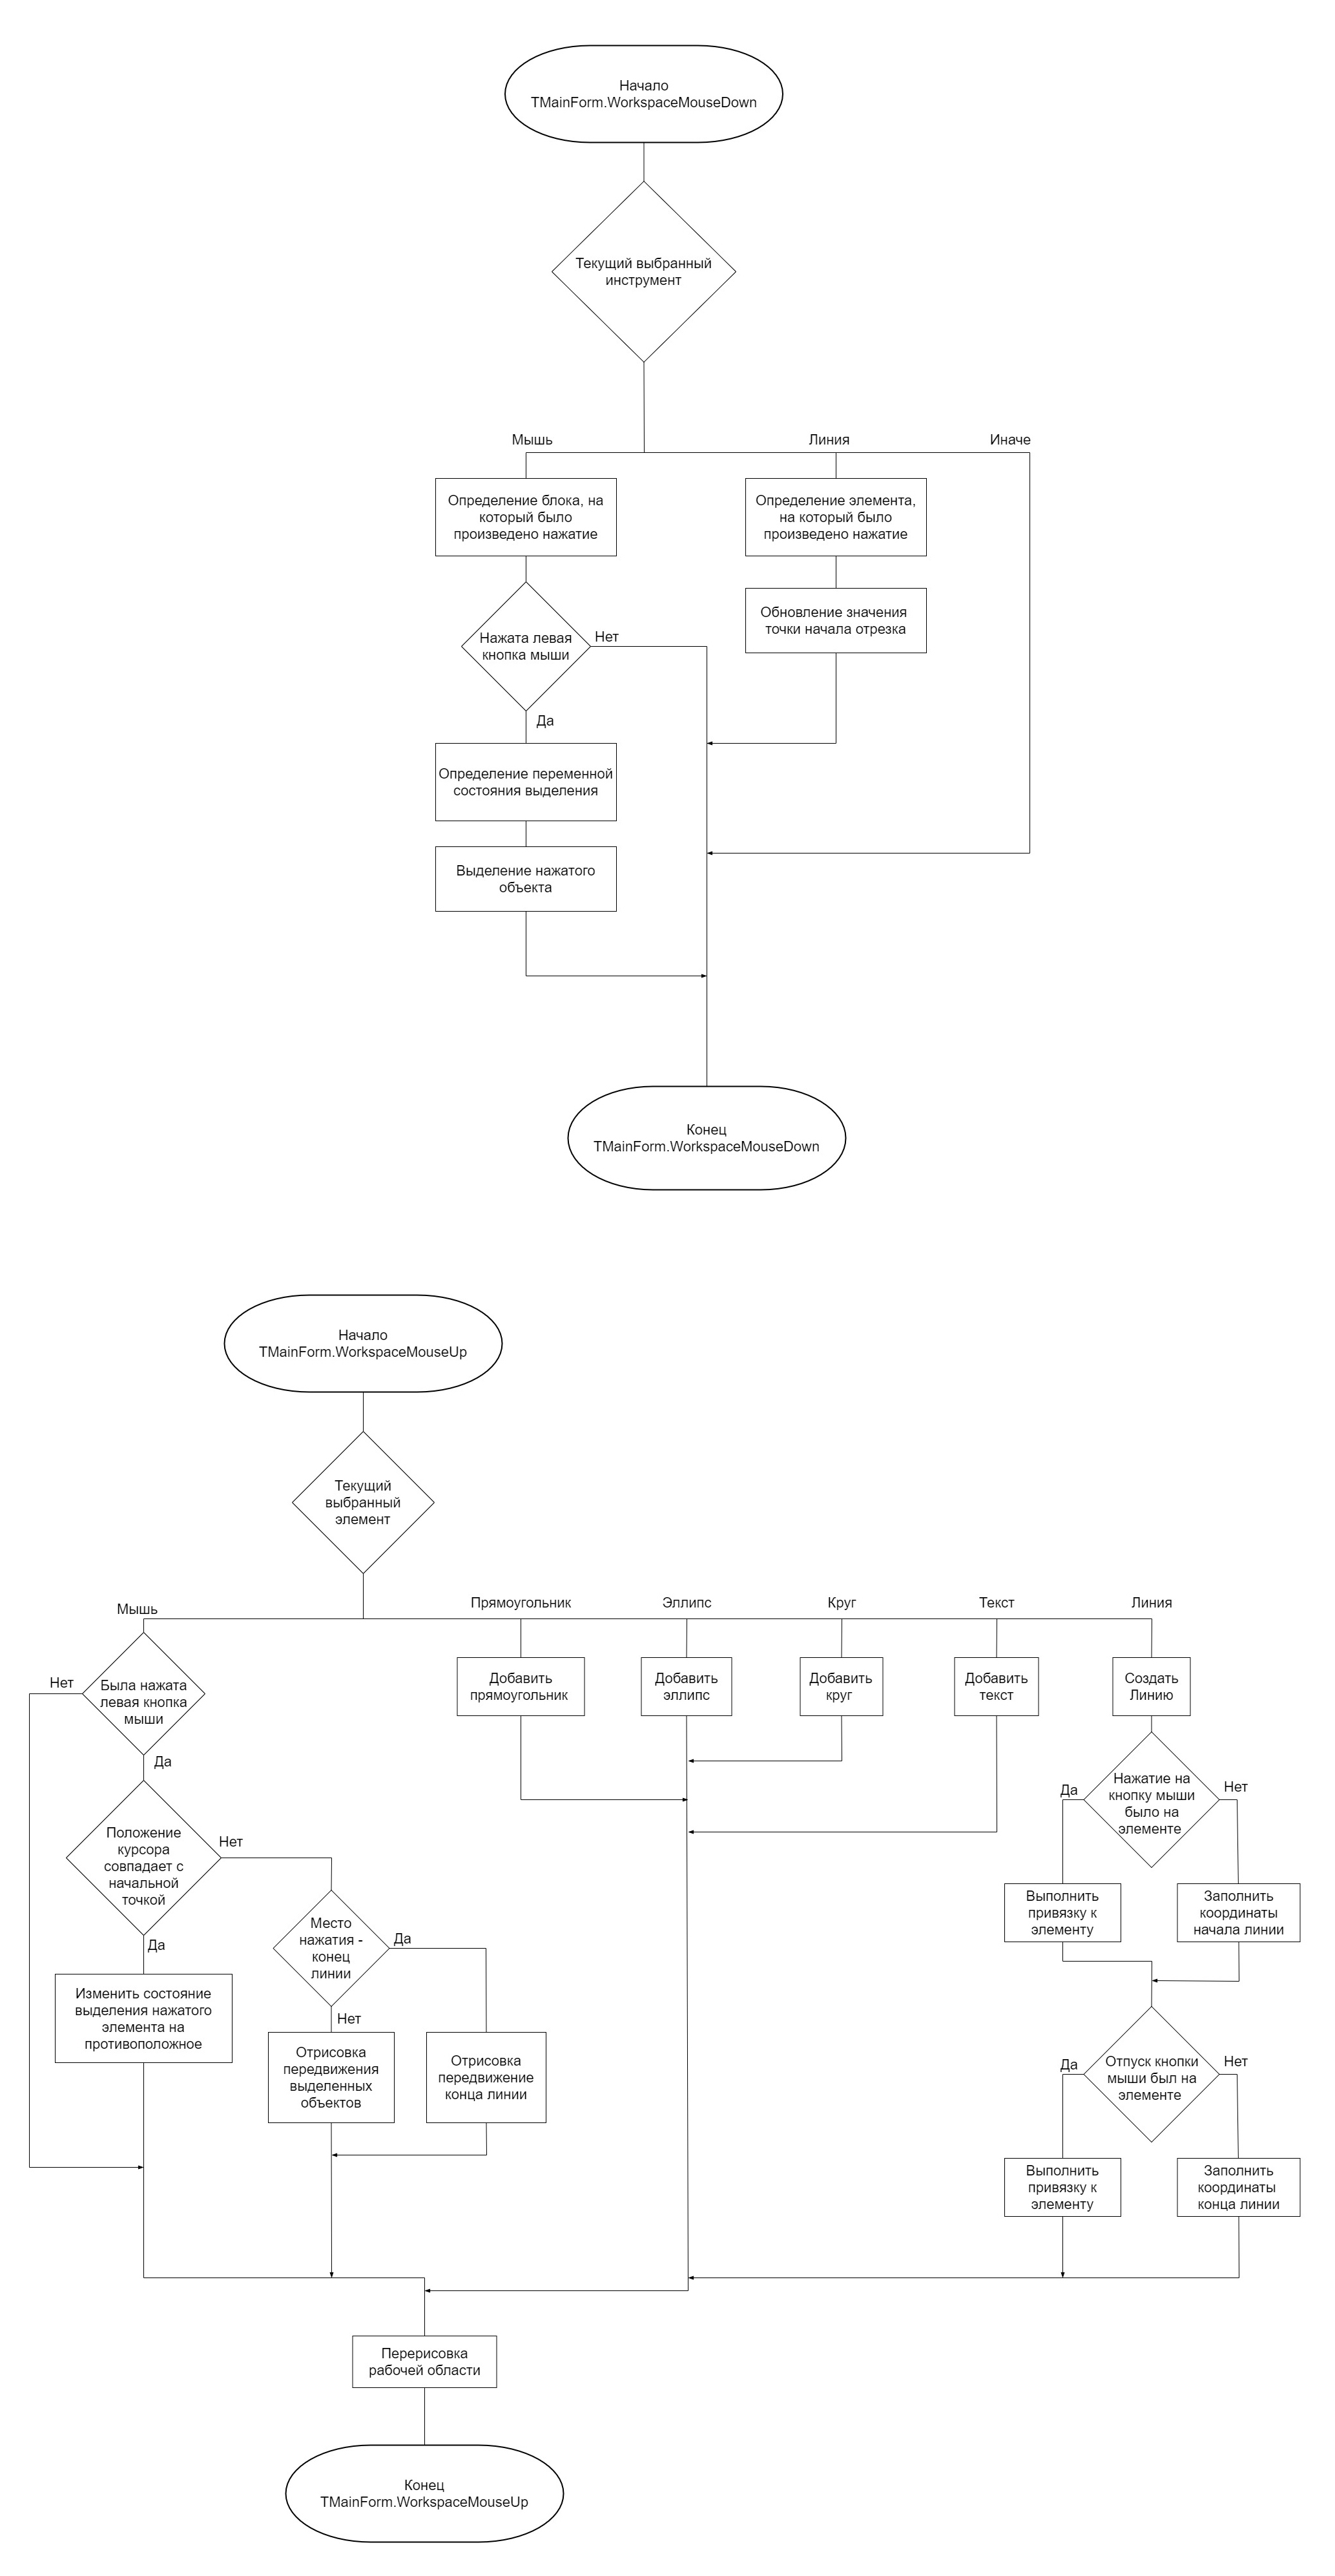 Начало
TMainForm.WorkspaceMouseDown
Текущий выбранный
инструмент
Мышь
Линия
Иначе
Определение блока, на
который было
произведено нажатие
Определение элемента,
на который было
произведено нажатие
Обновление значения
точки начала отрезка
Нажата левая
кнопка мыши
Нет
Да
Определение переменной
состояния выделения
Выделение нажатого
объекта
Конец
TMainForm.WorkspaceMouseDown
Начало
TMainForm.WorkspaceMouseUp
Текущий
выбранный
элемент
Мышь
Прямоугольник
Эллипс
Круг
Текст
Линия
Нет
Была нажата
левая кнопка
мыши
Добавить
прямоугольник
Добавить
эллипс
Добавить
круг
Добавить
текст
Создать
Линию
Да
Да
Нажатие на
кнопку мыши
было на
элементе
Нет
Положение
курсора
совпадает с
начальной
точкой
Нет
Да
Место
нажатия -
конец
линии
Да
Нет
Выполнить
привязку к
элементу
Заполнить
координаты
начала линии
Изменить состояние
выделения нажатого
элемента на
противоположное
Отрисовка
передвижения
выделенных
объектов
Отрисовка
передвижение
конца линии
Да
Отпуск кнопки
мыши был на
элементе
Нет
Выполнить
привязку к
элементу
Заполнить
координаты
конца линии
Перерисовка
рабочей области
Конец
TMainForm.WorkspaceMouseUp